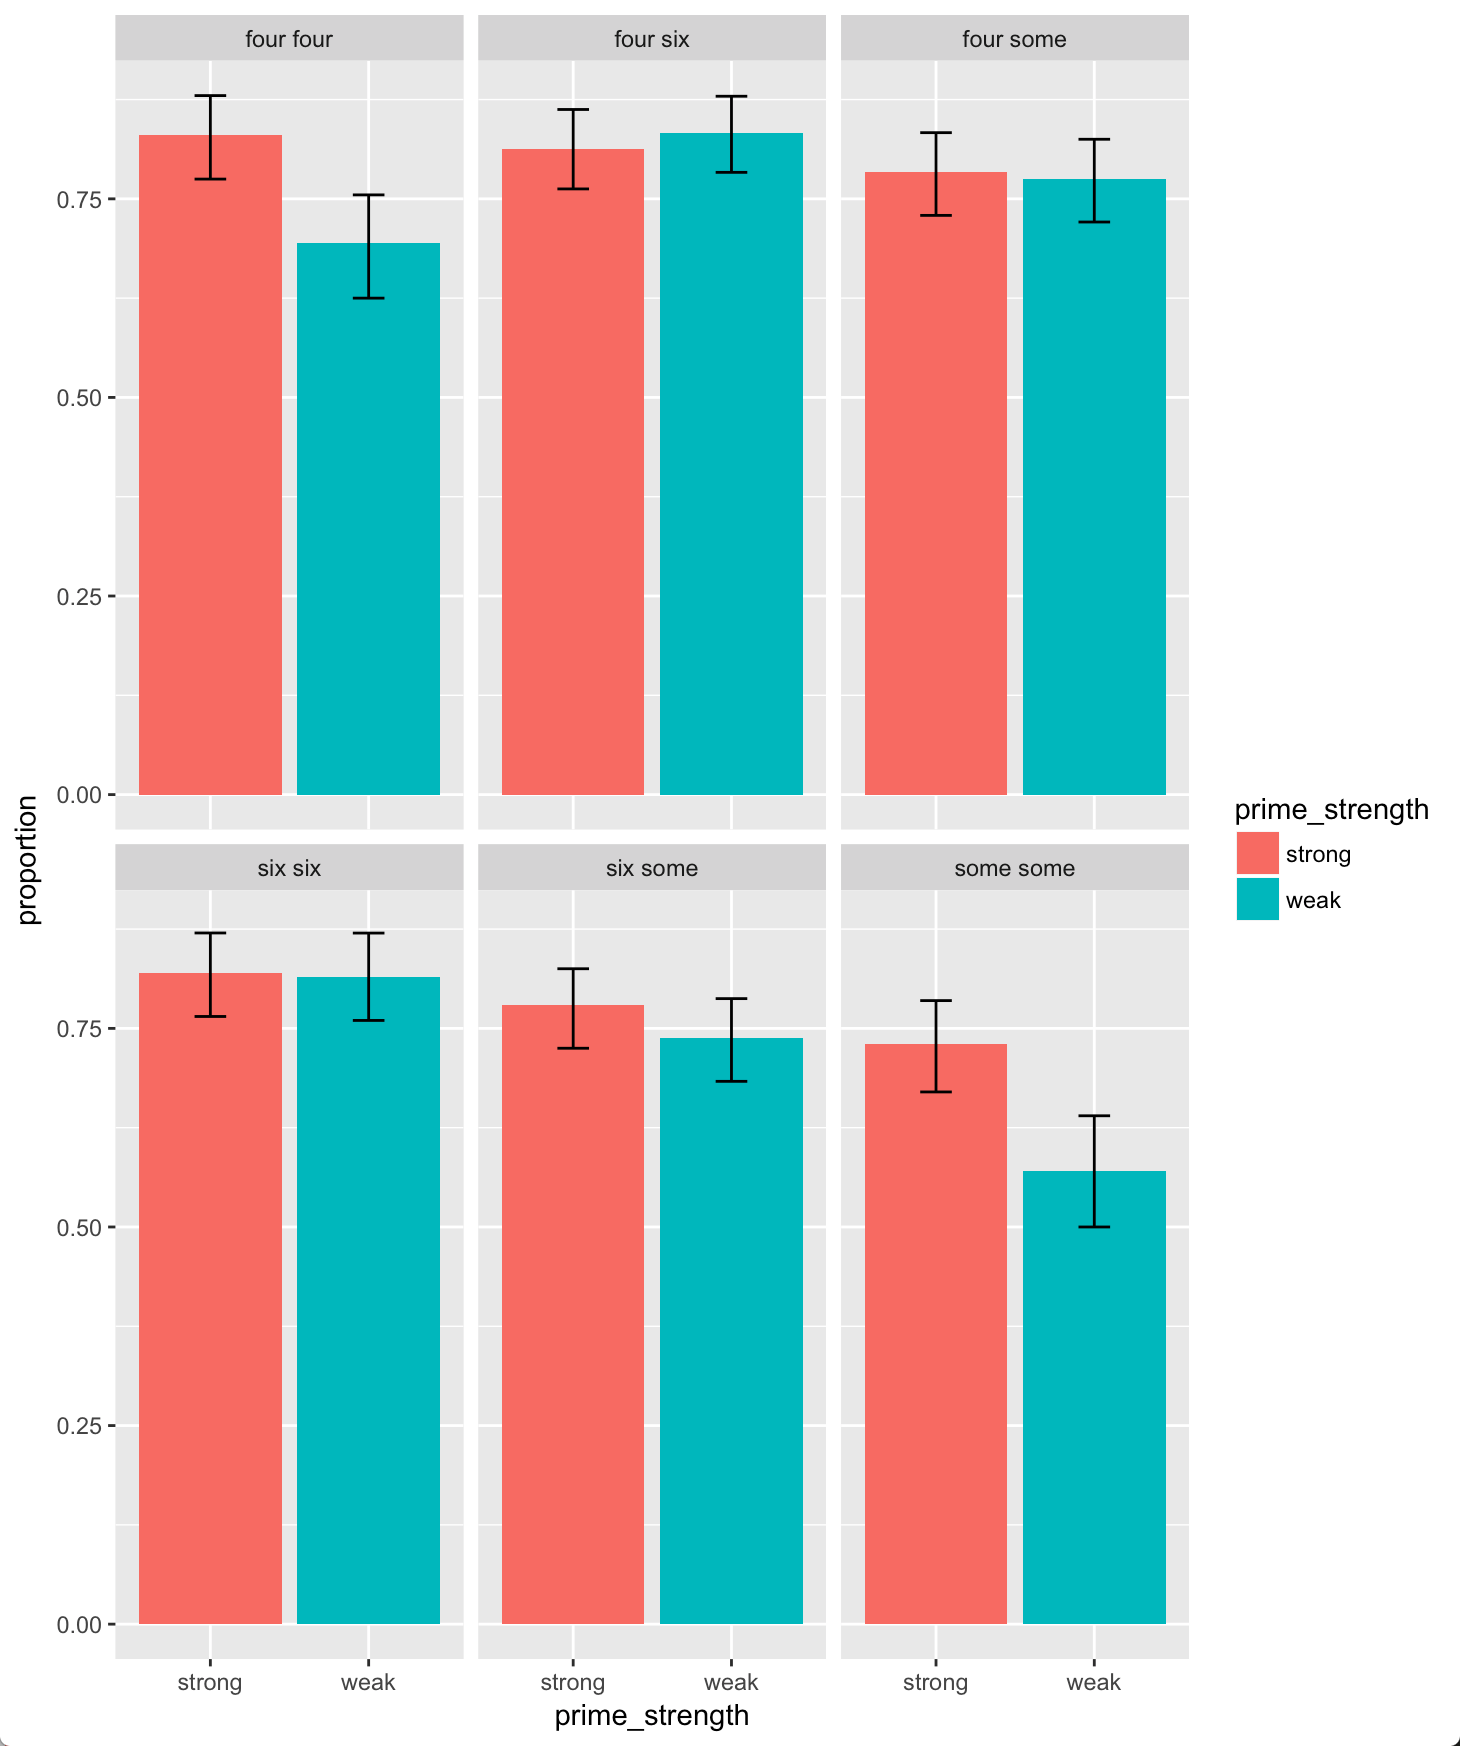 four four
four six
four some
0.75
0.50
0.25
0.00
proportion
six six
six some
some some
0.75
0.50
0.25
0.00
strong weak
strong weak
strong weak
prime_strength
prime_strength
strong
weak